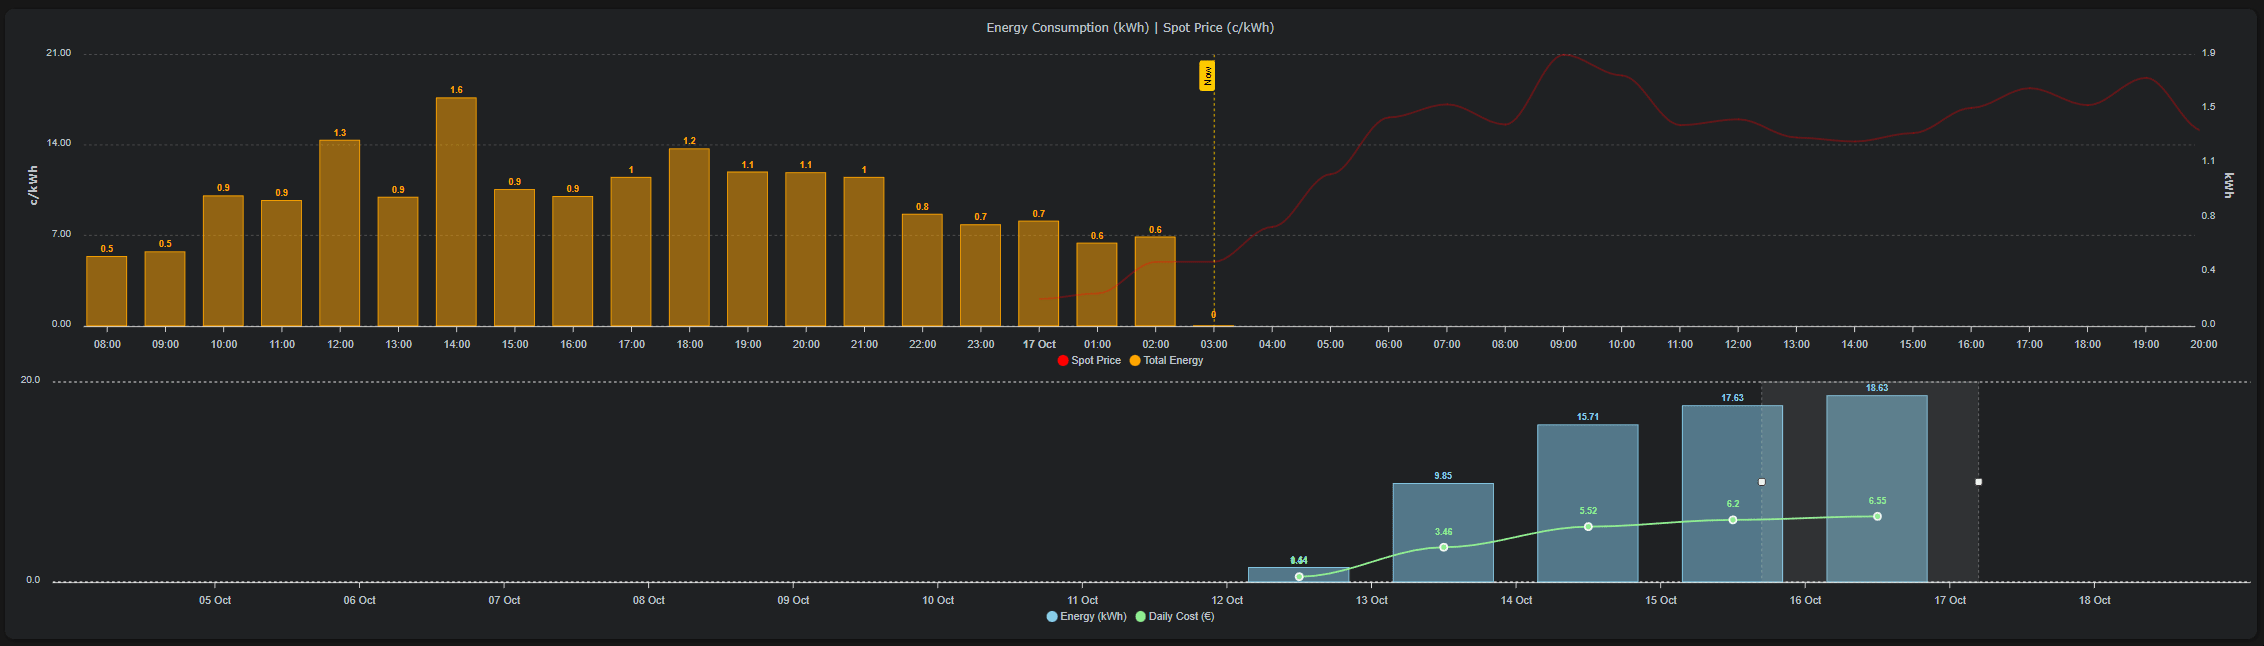 Energy Consumption (kWh) | Spot Price (c/kWh)
21.00
14.00
7.00
0.00
c/kWh
1.9
1.5
1.1
0.8
0.4
0.0
kWh
Now
0.5 0.5 0.9 0.9 1.3 0.9 1.6 0.9 0.9 1 1.2 1.1 1.1 1 0.8 0.7 0.7 0.6 0.6 0
08:00 09:00 10:00 11:00 12:00 13:00 14:00 15:00 16:00 17:00 18:00 19:00 20:00 21:00 22:00 23:00 17 Oct 01:00 02:00 03:00 04:00 05:00 06:00 07:00 08:00 09:00 10:00 11:00 12:00 13:00 14:00 15:00 16:00 17:00 18:00 19:00 20:00
Spot Price Total Energy
20.0
0.0
9.85 15.71 17.63 18.63
3.46 5.52 6.2 6.55
05 Oct 06 Oct 07 Oct 08 Oct 09 Oct 10 Oct 11 Oct 12 Oct 13 Oct 14 Oct 15 Oct 16 Oct 17 Oct 18 Oct
Energy (kWh) Daily Cost (€)